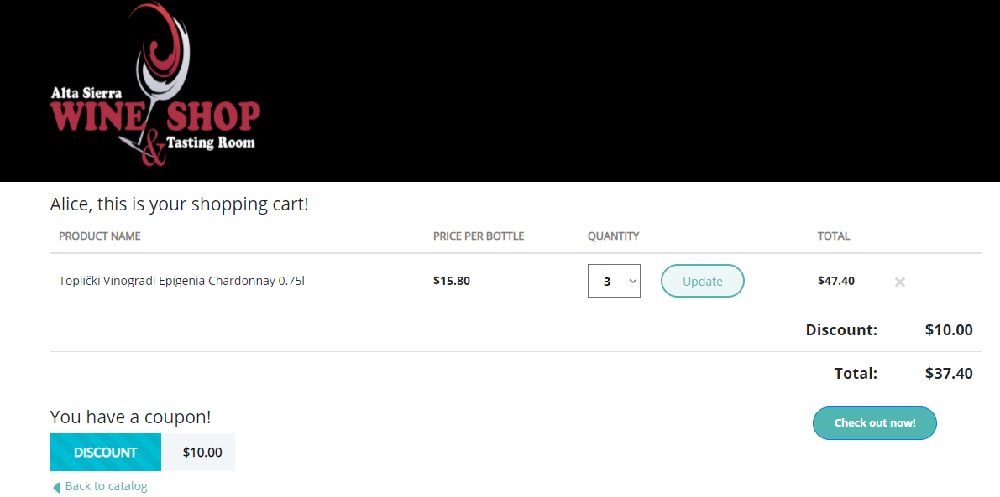 Alta Sierra
WINE SHOP
& Tasting Room
Alice, this is your shopping cart!
PRODUCT NAME PRICE PER BOTTLE QUANTITY TOTAL
Toplički Vinogradi Epigenia Chardonnay 0.75l $15.80 3 Update $47.40 ×
Discount: $10.00
Total: $37.40
You have a coupon!
Check out now!
DISCOUNT $10.00
Back to catalog